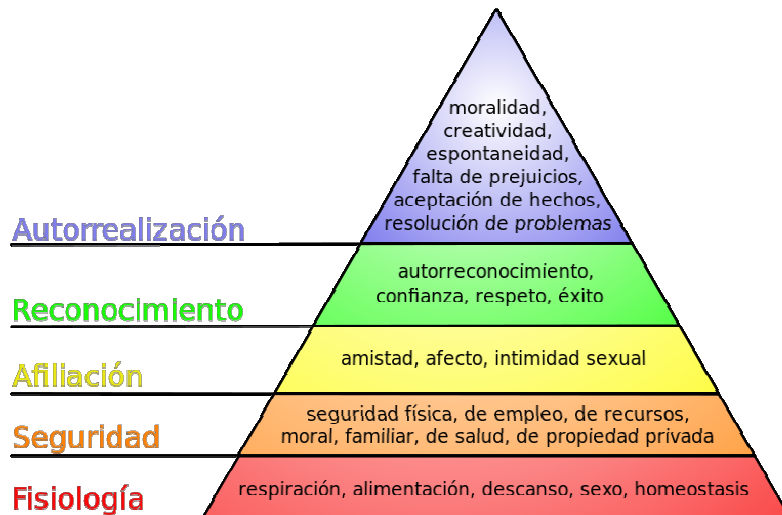 moralidad,
creatividad,
espontaneidad,
falta de prejuicios,
aceptación de hechos,
resolución de problemas
Autorrealización
autorreconocimiento,
confianza, respeto, éxito
Reconocimiento
amistad, afecto, intimidad sexual
Afiliación
seguridad física, de empleo, de recursos,
moral, familiar, de salud, de propiedad privada
Seguridad
respiración, alimentación, descanso, sexo, homeostasis
Fisiología